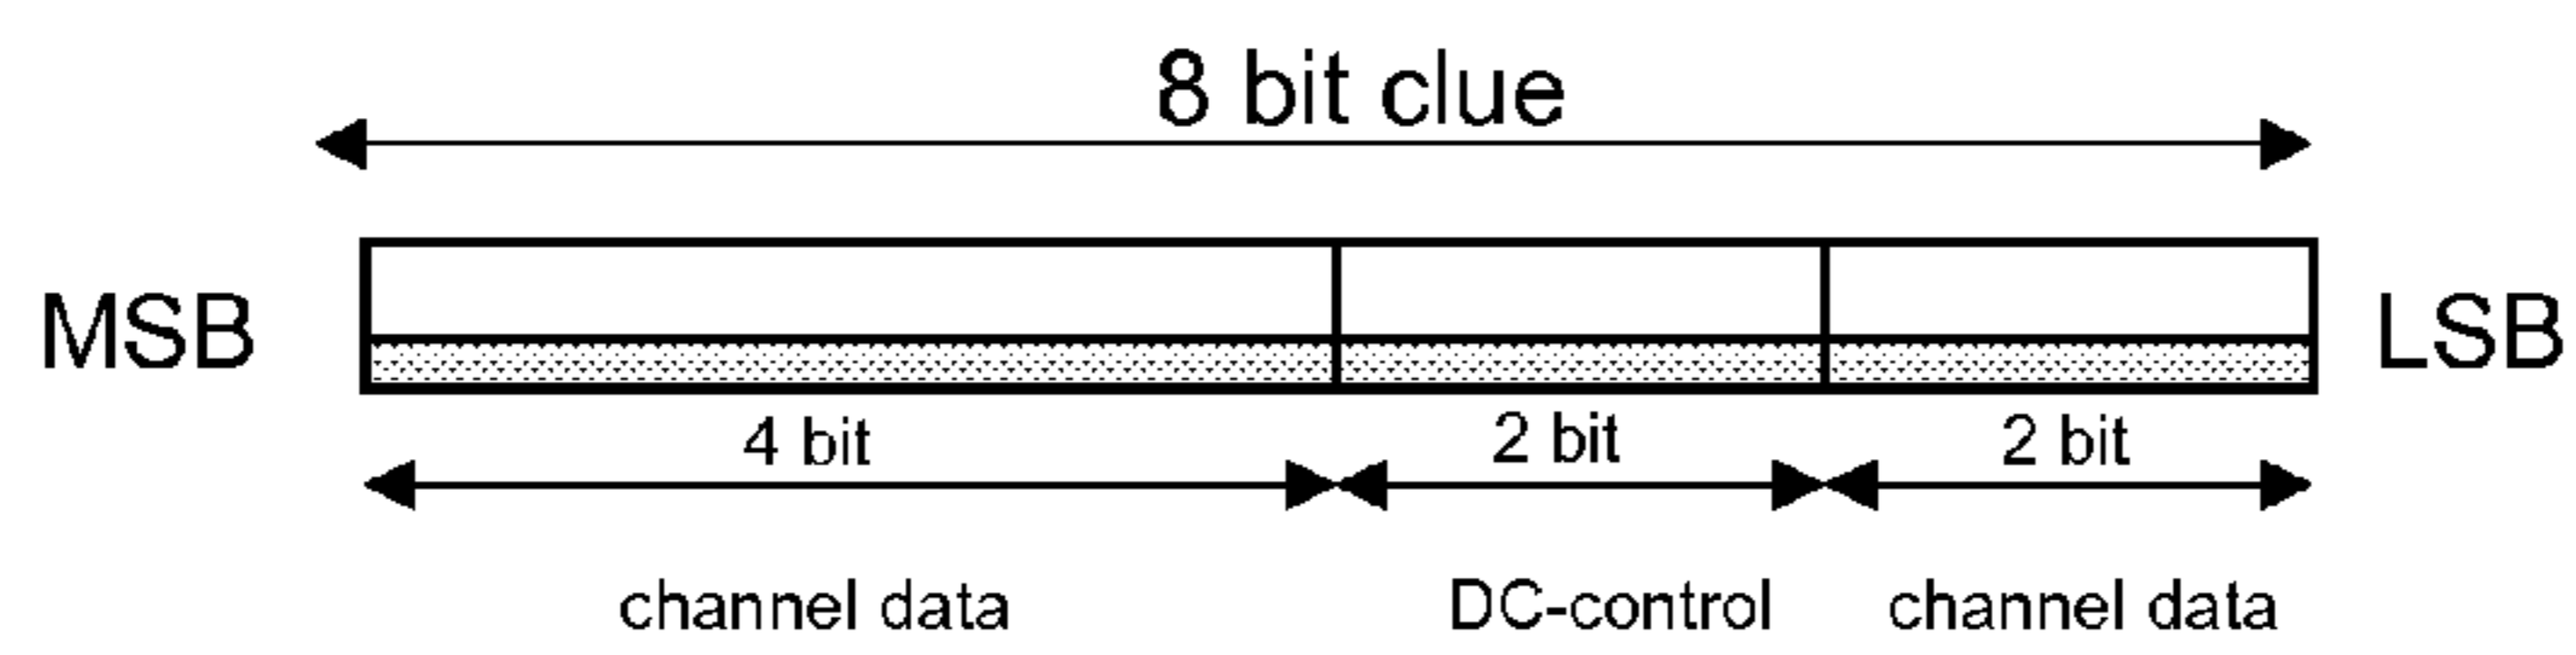 8 bit clue
MSB
LSB
4 bit
2 bit
2 bit
channel data
DC-control
channel data